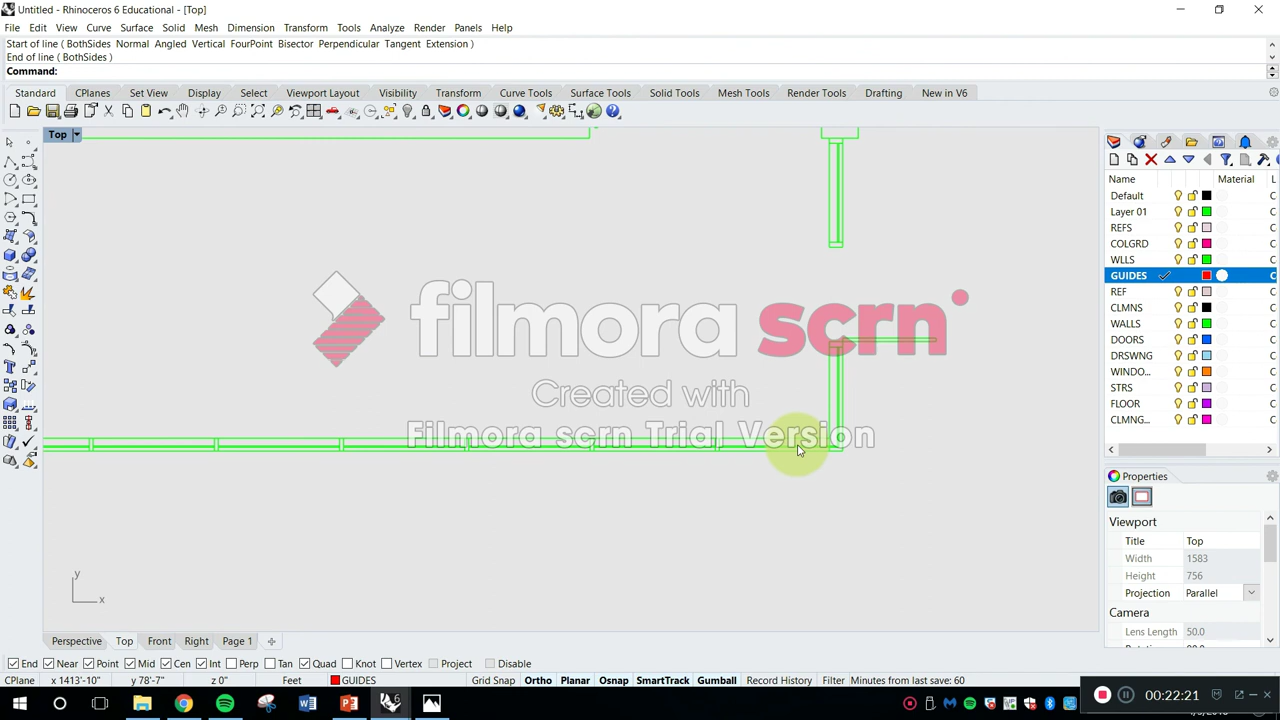 Untitled - Rhinoceros 6 Educational - [Top]
File Edit View Curve Surface Solid Mesh Dimension Transform Tools Analyze Render Panels Help
Start of line ( BothSides Normal Angled Vertical FourPoint Bisector Perpendicular Tangent Extension )
End of line ( BothSides )
Command:
Standard CPlanes Set View Display Select Viewport Layout Visibility Transform Curve Tools Surface Tools Solid Tools Mesh Tools Render Tools Drafting New in V6
Top
Name Material L
Default C
Layer 01 C
REFS C
COLGRD C
WLLS C
GUIDES C
REF C
CLMNS C
WALLS C
DOORS C
DRSWNG C
WINDO... C
STRS C
FLOOR C
CLMNG... C
filmora scrn
Created with
Filmora scrn Trial Version
Properties
Viewport
Title Top
Width 1583
Height 756
Projection Parallel
Camera
Lens Length 50.0
y
x
Perspective Top Front Right Page 1
End Near Point Mid Cen Int Perp Tan Quad Knot Vertex Project Disable
CPlane x 1413'-10" y 78'-7" z 0" Feet GUIDES Grid Snap Ortho Planar Osnap SmartTrack Gumball Record History Filter Minutes from last save: 60
00:22:21